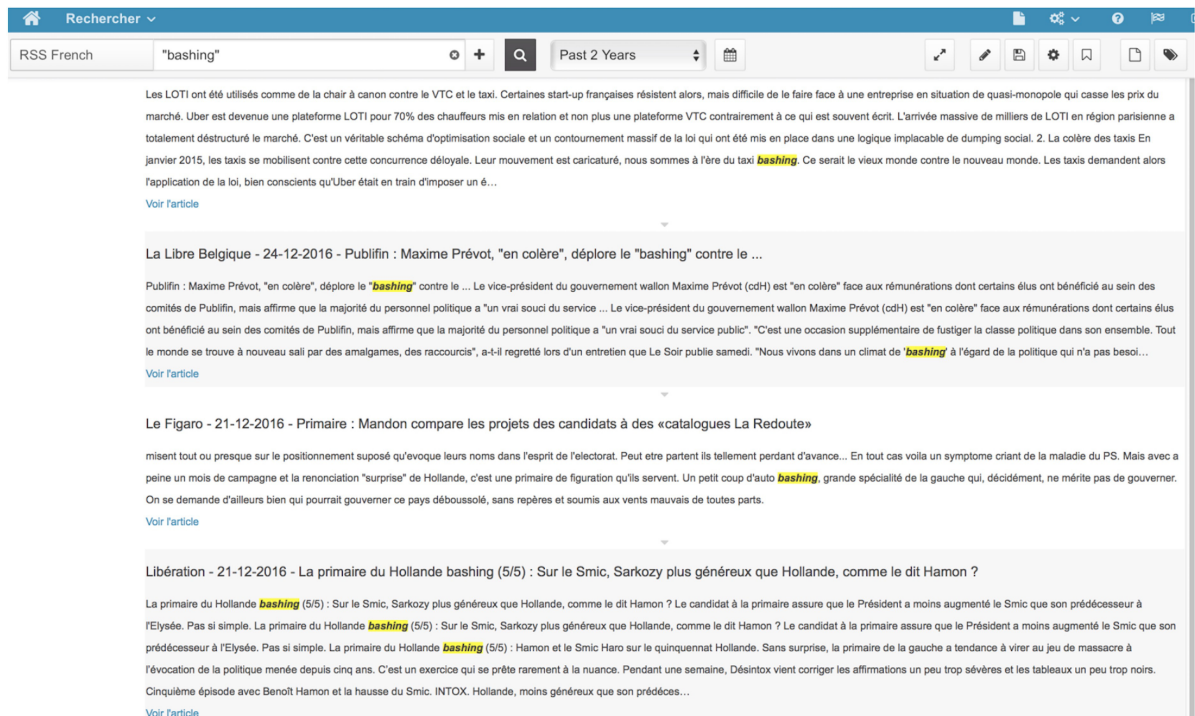 Rechercher
RSS French "bashing" Past 2 Years
Les LOTI ont été utilisés comme de la chair à canon contre le VTC et le taxi. Certaines start-up françaises résistent alors, mais difficile de le faire face à une entreprise en situation de quasi-monopole qui casse les prix du
marché. Uber est devenue une plateforme LOTI pour 70% des chauffeurs mis en relation et non plus une plateforme VTC contrairement à ce qui est souvent écrit. L'arrivée massive de milliers de LOTI en région parisienne a
totalement déstructuré le marché. C'est un véritable schéma d'optimisation sociale et un contournement massif de la loi qui ont été mis en place dans une logique implacable de dumping social. 2. La colère des taxis En
janvier 2015, les taxis se mobilisent contre cette concurrence déloyale. Leur mouvement est caricaturé, nous sommes à l'ère du taxi bashing. Ce serait le vieux monde contre le nouveau monde. Les taxis demandent alors
l'application de la loi, bien conscients qu'Uber était en train d'imposer un é…
Voir l'article
La Libre Belgique - 24-12-2016 - Publifin : Maxime Prévot, "en colère", déplore le "bashing" contre le ...
Publifin : Maxime Prévot, "en colère", déplore le "bashing" contre le ... Le vice-président du gouvernement wallon Maxime Prévot (cdH) est "en colère" face aux rémunérations dont certains élus ont bénéficié au sein des
comités de Publifin, mais affirme que la majorité du personnel politique a "un vrai souci du service ... Le vice-président du gouvernement wallon Maxime Prévot (cdH) est "en colère" face aux rémunérations dont certains élus
ont bénéficié au sein des comités de Publifin, mais affirme que la majorité du personnel politique a "un vrai souci du service public". "C'est une occasion supplémentaire de fustiger la classe politique dans son ensemble. Tout
le monde se trouve à nouveau sali par des amalgames, des raccourcis", a-t-il regretté lors d'un entretien que Le Soir publie samedi. "Nous vivons dans un climat de 'bashing' à l'égard de la politique qui n'a pas besoi…
Voir l'article
Le Figaro - 21-12-2016 - Primaire : Mandon compare les projets des candidats à des «catalogues La Redoute»
misent tout ou presque sur le positionnement suposé qu'evoque leurs noms dans l'esprit de l'electorat. Peut etre partent ils tellement perdant d'avance... En tout cas voila un symptome criant de la maladie du PS. Mais avec a
peine un mois de campagne et la renonciation "surprise" de Hollande, c'est une primaire de figuration qu'ils servent. Un petit coup d'auto bashing, grande spécialité de la gauche qui, décidément, ne mérite pas de gouverner.
On se demande d'ailleurs bien qui pourrait gouverner ce pays déboussolé, sans repères et soumis aux vents mauvais de toutes parts.
Voir l'article
Libération - 21-12-2016 - La primaire du Hollande bashing (5/5) : Sur le Smic, Sarkozy plus généreux que Hollande, comme le dit Hamon ?
La primaire du Hollande bashing (5/5) : Sur le Smic, Sarkozy plus généreux que Hollande, comme le dit Hamon ? Le candidat à la primaire assure que le Président a moins augmenté le Smic que son prédécesseur à
l'Elysée. Pas si simple. La primaire du Hollande bashing (5/5) : Sur le Smic, Sarkozy plus généreux que Hollande, comme le dit Hamon ? Le candidat à la primaire assure que le Président a moins augmenté le Smic que son
prédécesseur à l'Elysée. Pas si simple. La primaire du Hollande bashing (5/5) : Hamon et le Smic Haro sur le quinquennat Hollande. Sans surprise, la primaire de la gauche a tendance à virer au jeu de massacre à
l'évocation de la politique menée depuis cinq ans. C'est un exercice qui se prête rarement à la nuance. Pendant une semaine, Désintox vient corriger les affirmations un peu trop sévères et les tableaux un peu trop noirs.
Cinquième épisode avec Benoît Hamon et la hausse du Smic. INTOX. Hollande, moins généreux que son prédéces…
Voir l'article